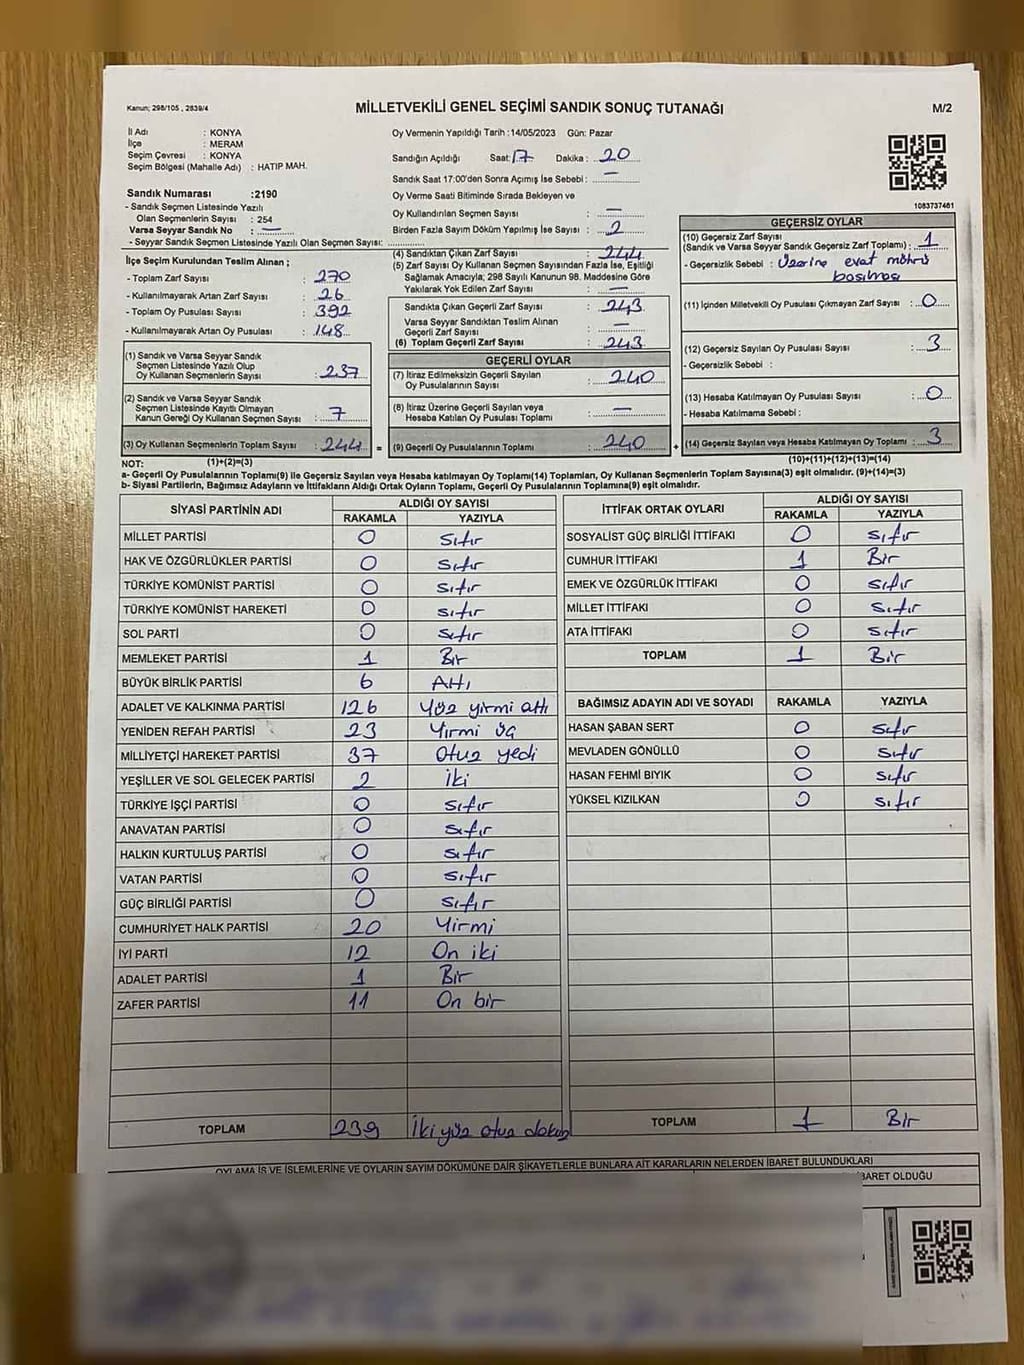 Kanun; 298/105 , 2839/4
MİLLETVEKİLİ GENEL SEÇİMİ SANDIK SONUÇ TUTANAĞI
M/2
İl Adı : KONYA
İlçe : MERAM
Seçim Çevresi : KONYA
Seçim Bölgesi (Mahalle Adı) : HATIP MAH.
Sandık Numarası :2190
- Sandık Seçmen Listesinde Yazılı
Olan Seçmenlerin Sayısı : 254
Varsa Seyyar Sandık No : —
- Seyyar Sandık Seçmen Listesinde Yazılı Olan Seçmen Sayısı: ............
Oy Vermenin Yapıldığı Tarih :14/05/2023 Gün: Pazar
Sandığın Açıldığı Saat: 17 Dakika : 20
Sandık Saat 17:00'den Sonra Açımış İse Sebebi : —
Oy Verme Saati Bitiminde Sırada Bekleyen ve
Oy Kullandırılan Seçmen Sayısı : —
Birden Fazla Sayım Döküm Yapılmış İse Sayısı : 2
1083737461
İlçe Seçim Kurulundan Teslim Alınan ;
- Toplam Zarf Sayısı : 270
- Kullanılmayarak Artan Zarf Sayısı : 26
- Toplam Oy Pusulası Sayısı : 392
- Kullanılmayarak Artan Oy Pusulası : 148
(1) Sandık ve Varsa Seyyar Sandık
Seçmen Listesinde Yazılı Olup
Oy Kullanan Seçmenlerin Sayısı : 237
(2) Sandık ve Varsa Seyyar Sandık
Seçmen Listesinde Kayıtlı Olmayan
Kanun Gereği Oy Kullanan Seçmen Sayısı : 7
(3) Oy Kullanan Seçmenlerin Toplam Sayısı : 244 =
(1)+(2)=(3)
(4) Sandıktan Çıkan Zarf Sayısı : 244
(5) Zarf Sayısı Oy Kullanan Seçmen Sayısından Fazla İse, Eşitliği
Sağlamak Amacıyla; 298 Sayılı Kanunun 98. Maddesine Göre
Yakılarak Yok Edilen Zarf Sayısı : —
Sandıkta Çıkan Geçerli Zarf Sayısı : 243
Varsa Seyyar Sandıktan Teslim Alınan
Geçerli Zarf Sayısı : —
(6) Toplam Geçerli Zarf Sayısı : 243
GEÇERLİ OYLAR
(7) İtiraz Edilmeksizin Geçerli Sayılan
Oy Pusulalarının Sayısı : 240
(8) İtiraz Üzerine Geçerli Sayılan veya
Hesaba Katılan Oy Pusulası Toplamı : —
(9) Geçerli Oy Pusulalarının Toplamı : 240 +
GEÇERSİZ OYLAR
(10) Geçersiz Zarf Sayısı
(Sandık ve Varsa Seyyar Sandık Geçersiz Zarf Toplamı) : 1
- Geçersizlik Sebebi : Üzerine evat mührü
basılması
(11) İçinden Milletvekili Oy Pusulası Çıkmayan Zarf Sayısı : 0
(12) Geçersiz Sayılan Oy Pusulası Sayısı : 3
- Geçersizlik Sebebi :
(13) Hesaba Katılmayan Oy Pusulası Sayısı : 0
- Hesaba Katılmama Sebebi :
(14) Geçersiz Sayılan veya Hesaba Katılmayan Oy Toplamı : 3
(10)+(11)+(12)+(13)=(14)
NOT:
a- Geçerli Oy Pusulalarının Toplamı(9) ile Geçersiz Sayılan veya Hesaba katılmayan Oy Toplamı(14) Toplamları, Oy Kullanan Seçmenlerin Toplam Sayısına(3) eşit olmalıdır. (9)+(14)=(3)
b- Siyasi Partilerin, Bağımsız Adayların ve İttifakların Aldığı Ortak Oyların Toplamı, Geçerli Oy Pusulalarının Toplamına(9) eşit olmalıdır.
SİYASİ PARTİNİN ADI ALDIĞI OY SAYISI
RAKAMLA YAZIYLA
MİLLET PARTİSİ 0 Sıfır
HAK VE ÖZGÜRLÜKLER PARTİSİ 0 Sıfır
TÜRKİYE KOMÜNİST PARTİSİ 0 Sıfır
TÜRKİYE KOMÜNİST HAREKETİ 0 Sıfır
SOL PARTİ 0 Sıfır
MEMLEKET PARTİSİ 1 Bir
BÜYÜK BİRLİK PARTİSİ 6 Altı
ADALET VE KALKINMA PARTİSİ 126 Yüz yirmi altı
YENİDEN REFAH PARTİSİ 23 Yirmi üç
MİLLİYETÇİ HAREKET PARTİSİ 37 Otuz yedi
YEŞİLLER VE SOL GELECEK PARTİSİ 2 İki
TÜRKİYE İŞÇİ PARTİSİ 0 Sıfır
ANAVATAN PARTİSİ 0 Sıfır
HALKIN KURTULUŞ PARTİSİ 0 Sıfır
VATAN PARTİSİ 0 Sıfır
GÜÇ BİRLİĞİ PARTİSİ 0 Sıfır
CUMHURİYET HALK PARTİSİ 20 Yirmi
İYİ PARTİ 12 On iki
ADALET PARTİSİ 1 Bir
ZAFER PARTİSİ 11 On bir
TOPLAM 239 İki yüz otuz dokuz
İTTİFAK ORTAK OYLARI ALDIĞI OY SAYISI
RAKAMLA YAZIYLA
SOSYALİST GÜÇ BİRLİĞİ İTTİFAKI 0 Sıfır
CUMHUR İTTİFAKI 1 Bir
EMEK VE ÖZGÜRLÜK İTTİFAKI 0 Sıfır
MİLLET İTTİFAKI 0 Sıfır
ATA İTTİFAKI 0 Sıfır
TOPLAM 1 Bir
BAĞIMSIZ ADAYIN ADI VE SOYADI RAKAMLA YAZIYLA
HASAN ŞABAN SERT 0 Sıfır
MEVLADEN GÖNÜLLÜ 0 Sıfır
HASAN FEHMI BIYIK 0 Sıfır
YÜKSEL KIZILKAN 0 Sıfır
TOPLAM 1 Bir
OYLAMA İŞ VE İŞLEMLERİNE VE OYLARIN SAYIM DÖKÜMÜNE DAİR ŞİKAYETLERLE BUNLARA AİT KARARLARIN NELERDEN İBARET BULUNDUKLARI
İBARET OLDUĞU